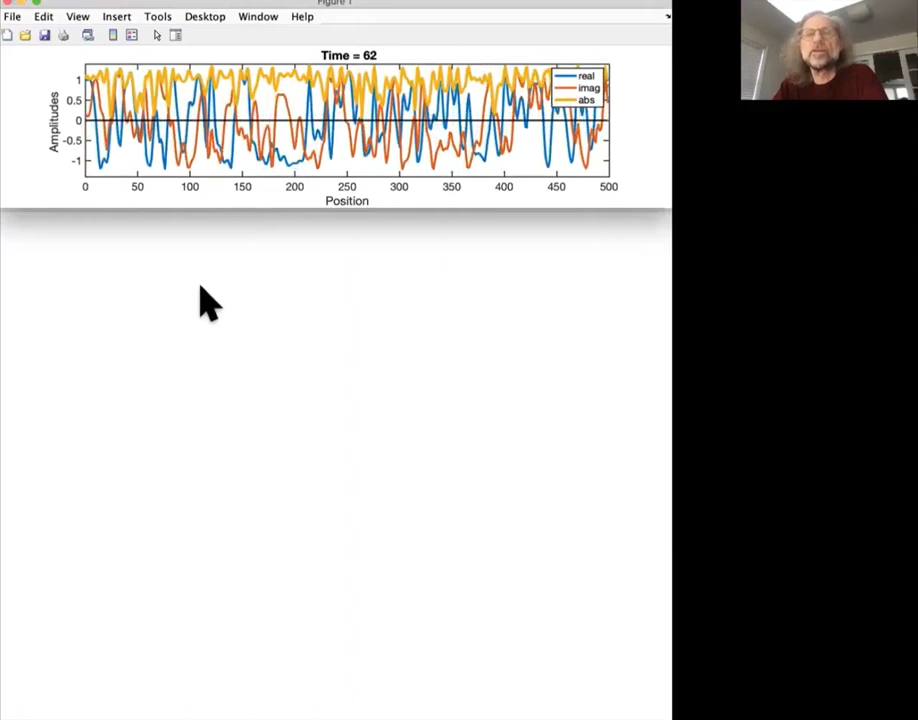 Figure 1
File Edit View Insert Tools Desktop Window Help
Time = 62
real
imag
abs
Amplitudes
1
0.5
0
-0.5
-1
0 50 100 150 200 250 300 350 400 450 500
Position